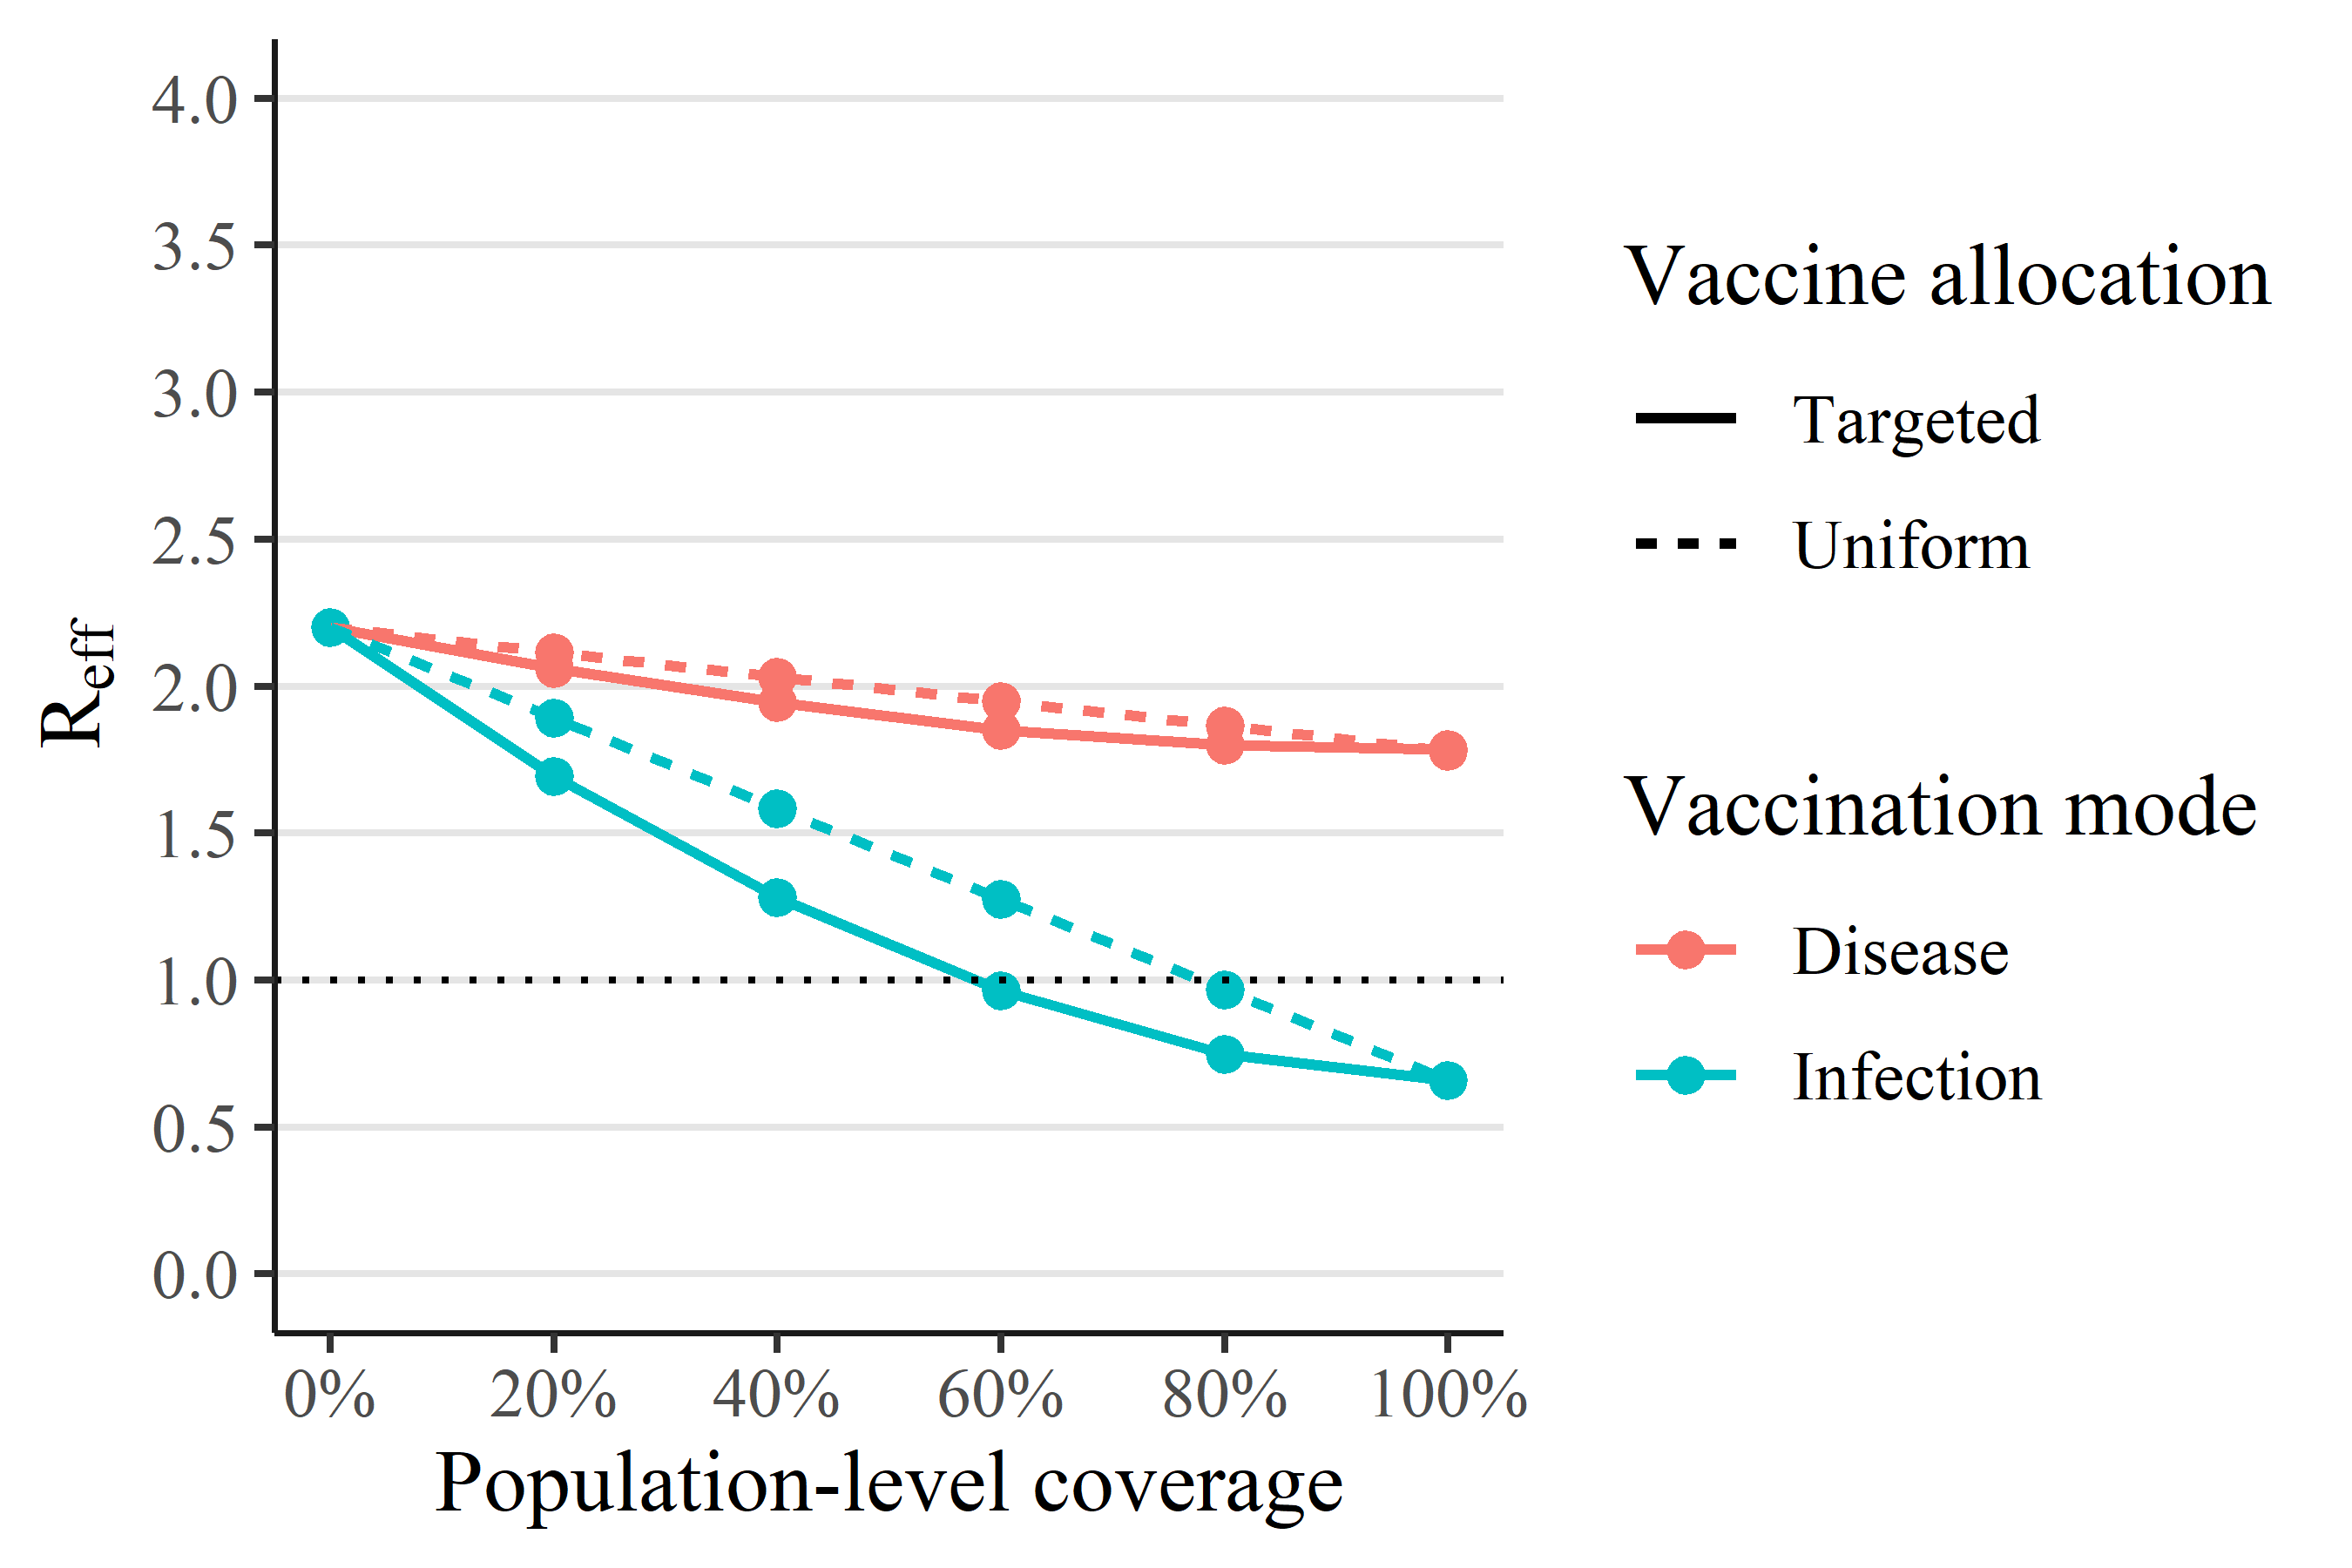 4.0
3.5
3.0
2.5
2.0
1.5
1.0
0.5
0.0
Reff
0% 20% 40% 60% 80% 100%
Population-level coverage
Vaccine allocation
Targeted
Uniform
Vaccination mode
Disease
Infection